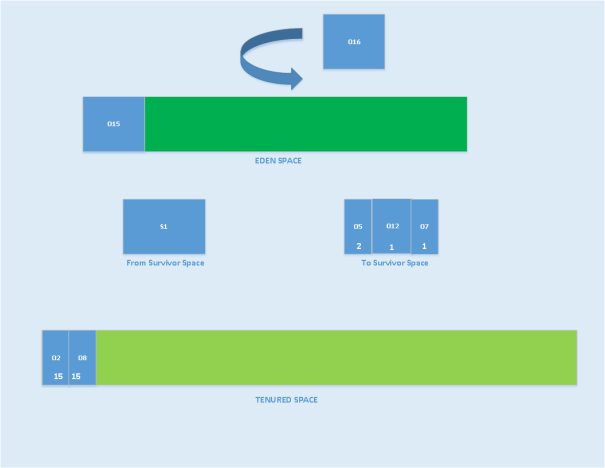 O16
O15
EDEN SPACE
S1
O5 O12 O7
2 1 1
From Survivor Space To Survivor Space
O2 O8
15 15
TENURED SPACE